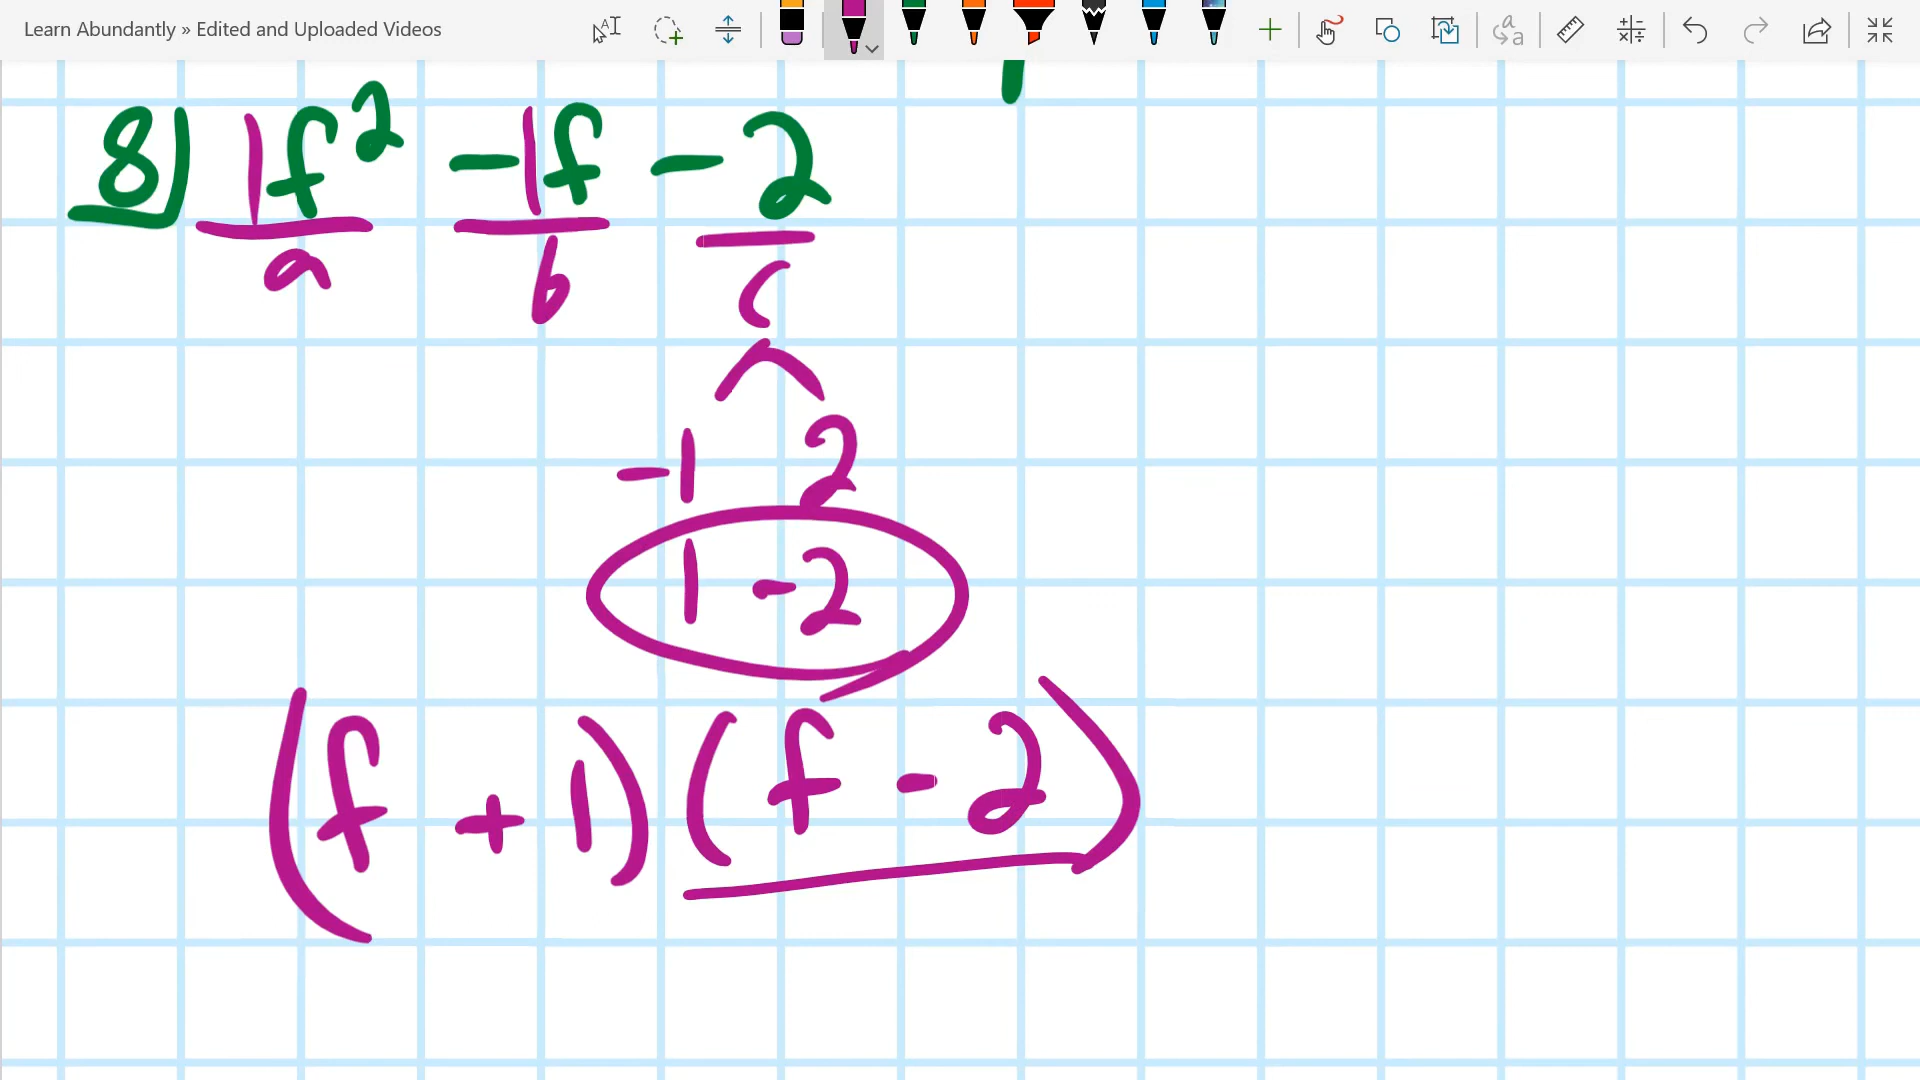 Learn Abundantly » Edited and Uploaded Videos
8) 1f² - 1f - 2
a b c
-1 2
1 -2
(f + 1) (f - 2)